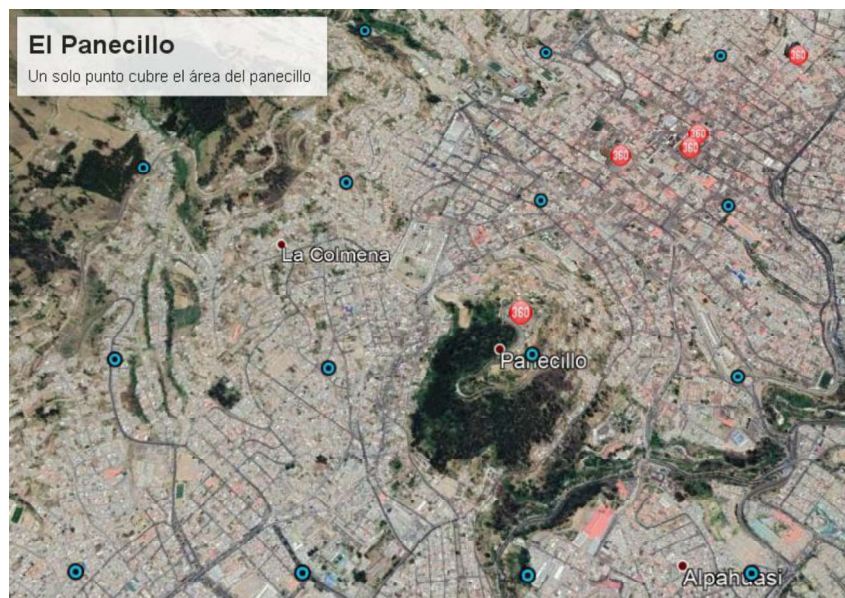 El Panecillo
Un solo punto cubre el área del panecillo
360
360
360
360
La Colmena
360
Panecillo
Alpahuasi